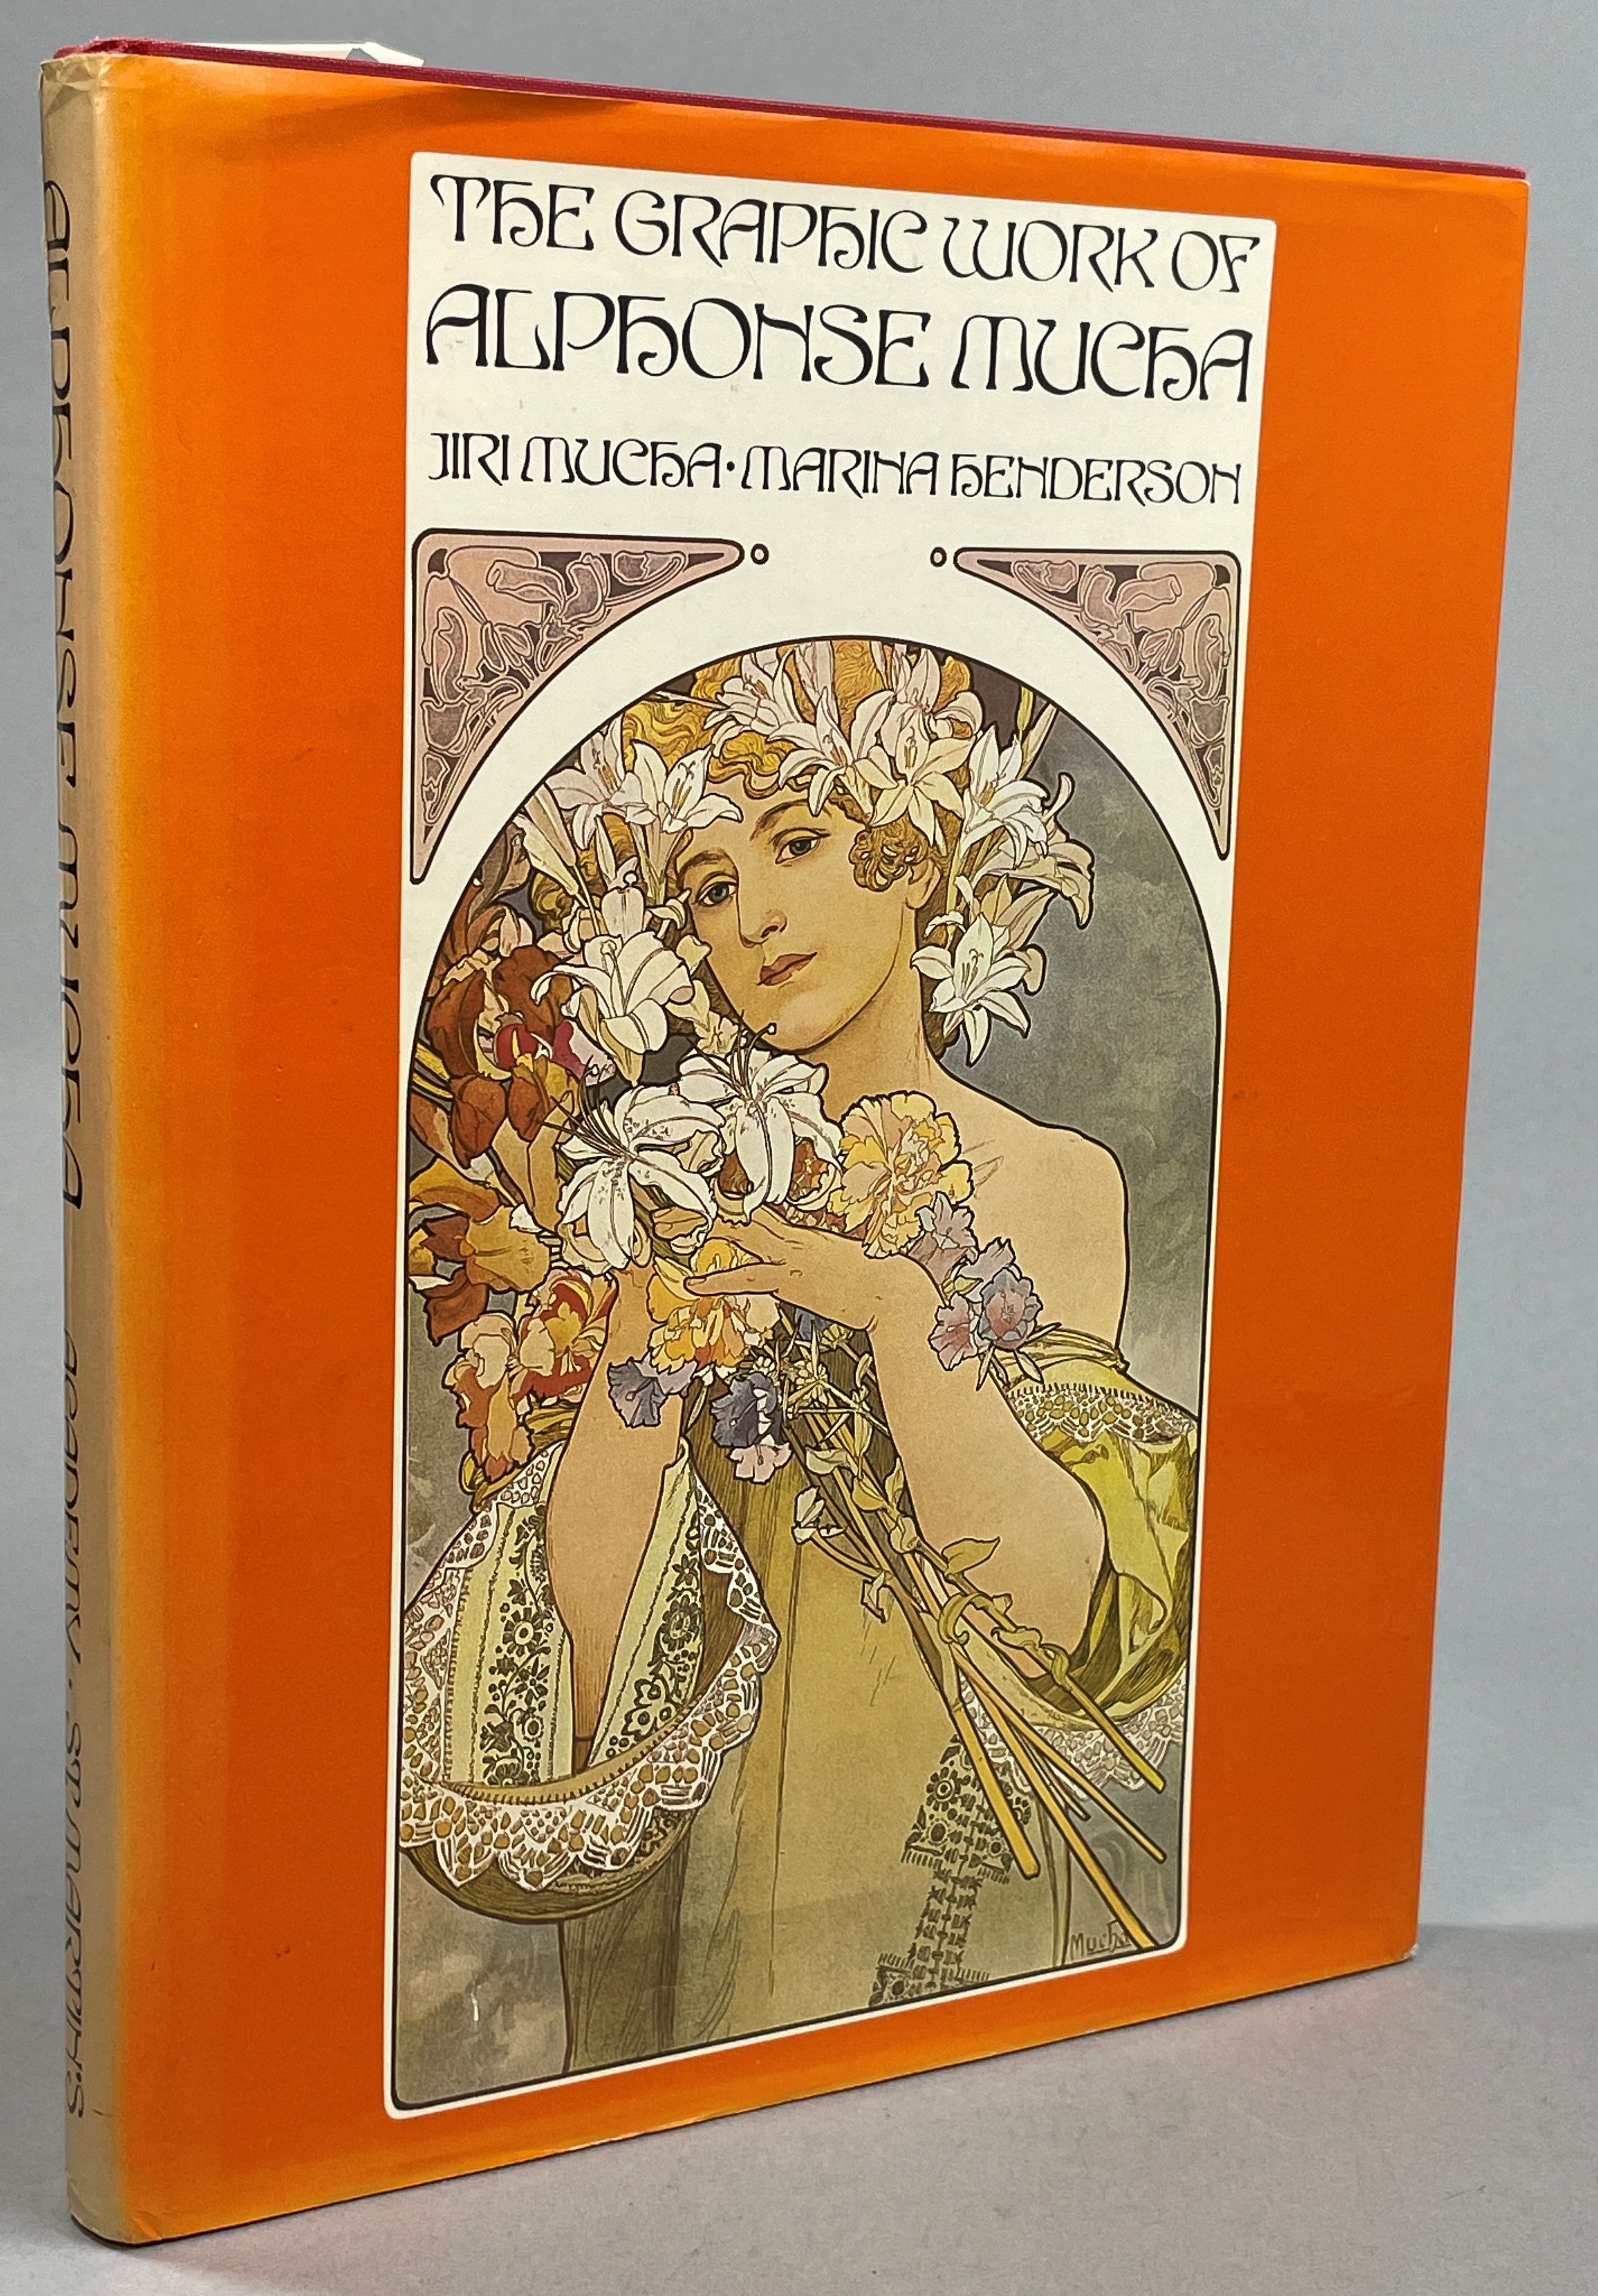 THE GRAPHIC WORK OF
ALPHONSE MUCHA
JIRI MUCHA · MARINA HENDERSON
Mucha
ALPHONSE MUCHA — ACADEMY · ST MARTIN'S